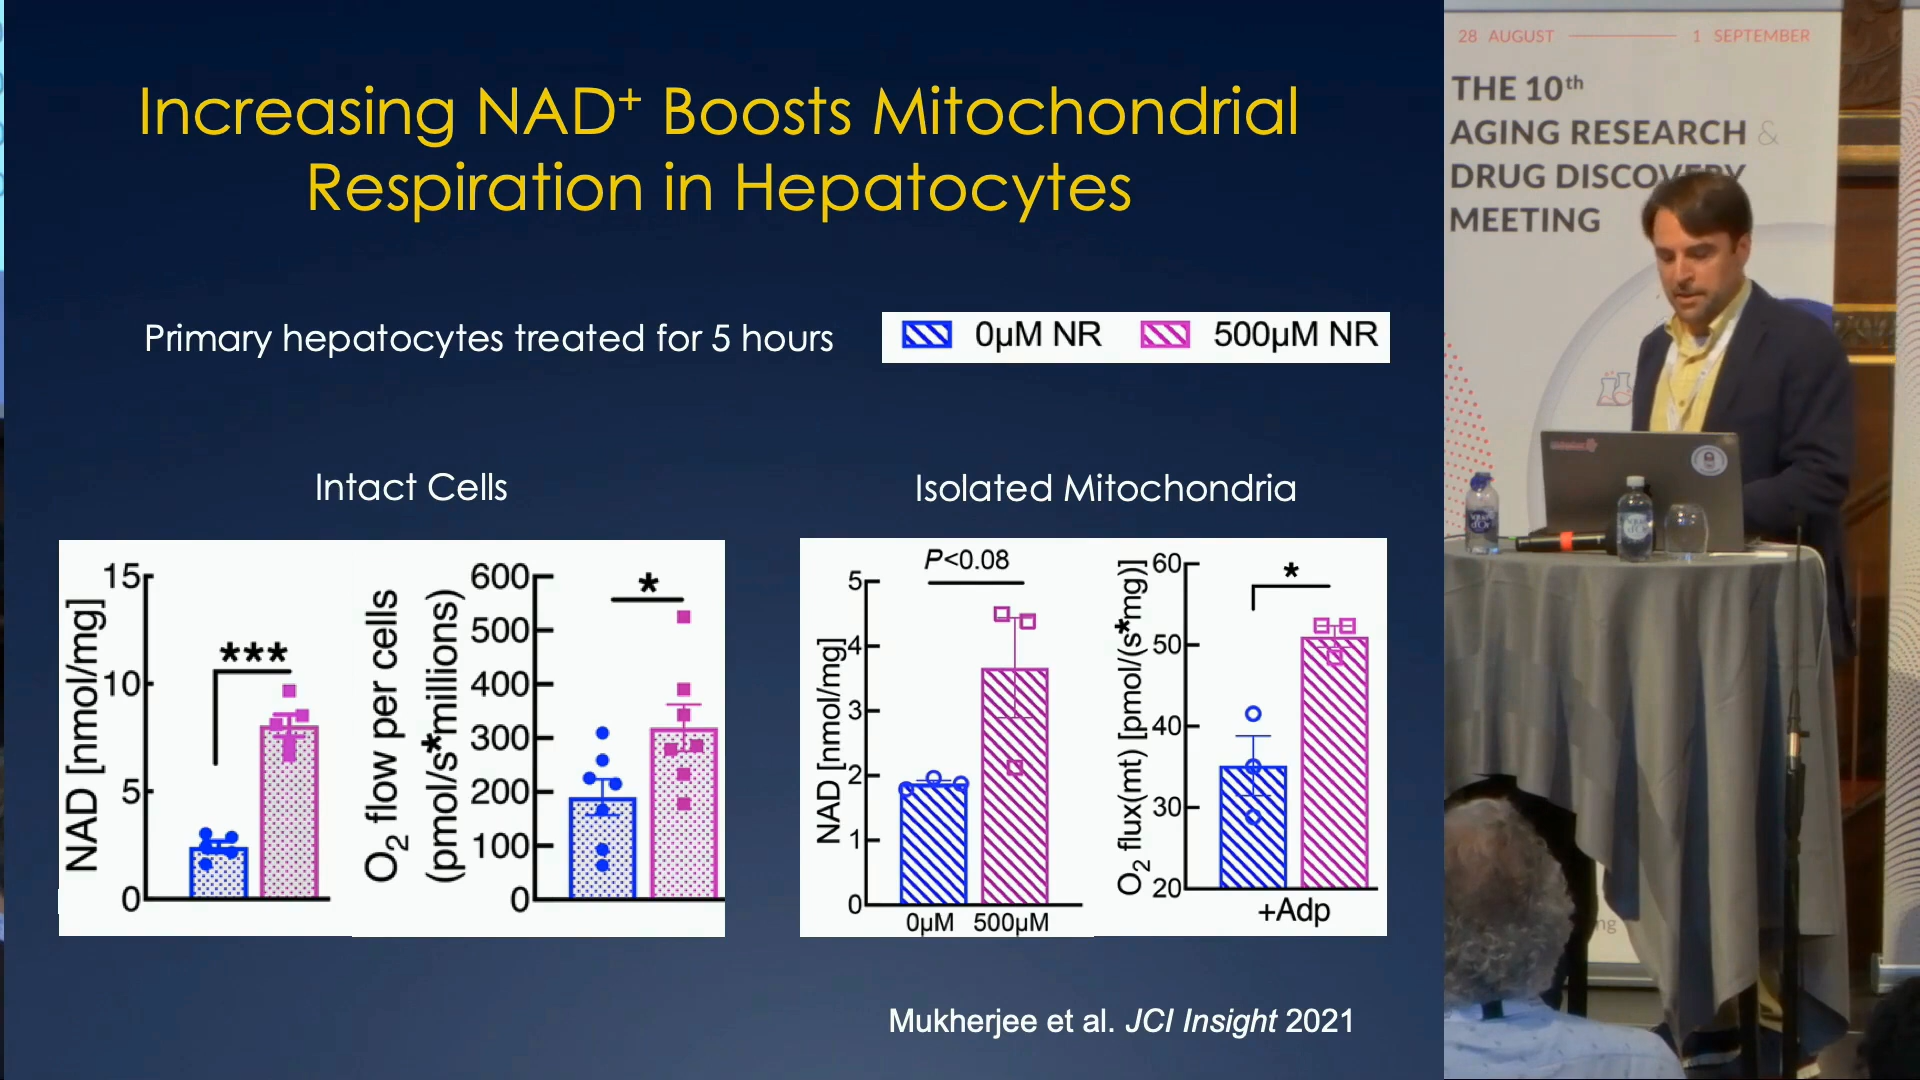 Increasing NAD⁺ Boosts Mitochondrial
Respiration in Hepatocytes
Primary hepatocytes treated for 5 hours
0µM NR
500µM NR
Intact Cells
Isolated Mitochondria
NAD [nmol/mg]
15
10
5
0
***
O₂ flow per cells
(pmol/s*millions)
600
500
400
300
200
100
0
*
NAD [nmol/mg]
5
4
3
2
1
0
P<0.08
0µM
500µM
O₂ flux(mt) [pmol/(s*mg)]
60
50
40
30
20
*
+Adp
Mukherjee et al. JCI Insight 2021
28 AUGUST
1 SEPTEMBER
THE 10th
AGING RESEARCH &
DRUG DISCOVERY
MEETING
ng